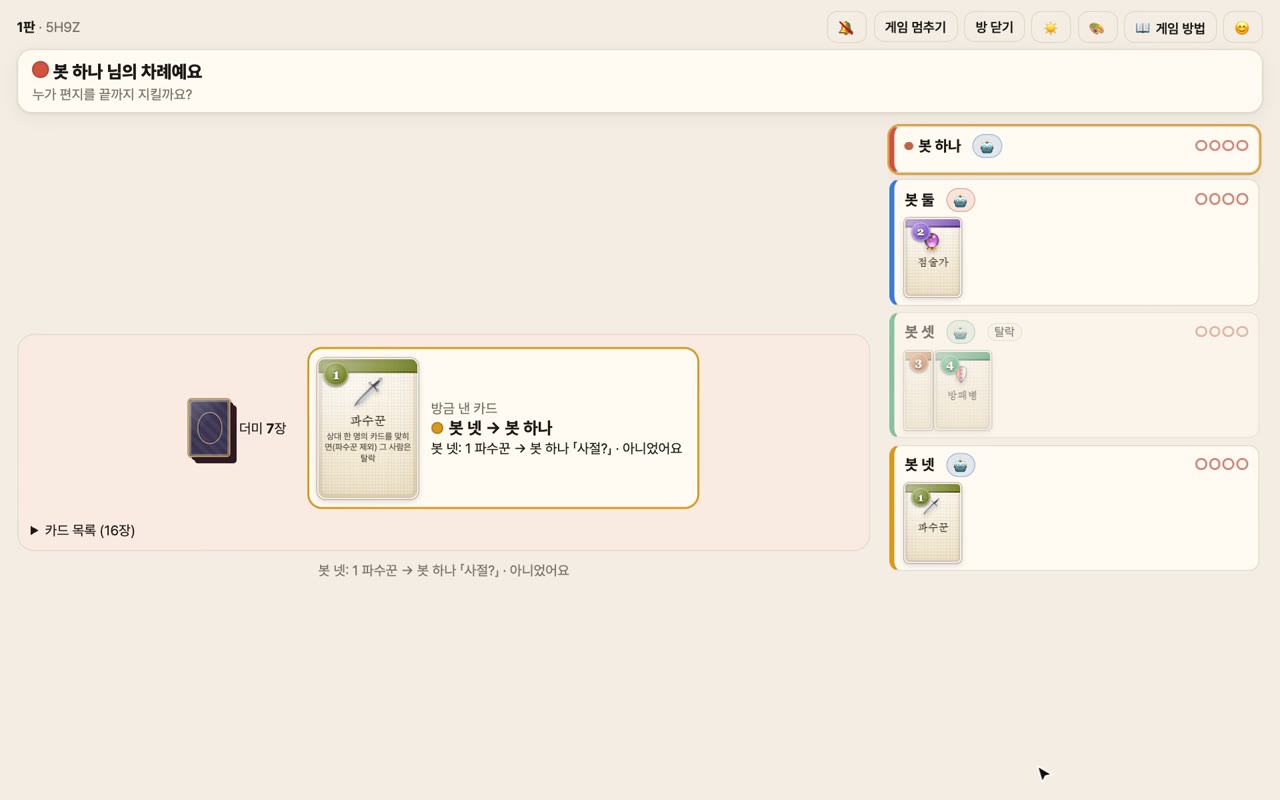 1판 · 5H9Z
게임 멈추기
방 닫기
게임 방법
봇 하나 님의 차례예요
누가 편지를 끝까지 지킬까요?
더미 7장
1
파수꾼
상대 한 명의 카드를 맞히
면(파수꾼 제외) 그 사람은
탈락
방금 낸 카드
봇 넷 → 봇 하나
봇 넷: 1 파수꾼 → 봇 하나 「사절?」 · 아니었어요
▶ 카드 목록 (16장)
봇 넷: 1 파수꾼 → 봇 하나 「사절?」 · 아니었어요
봇 하나
봇 둘
2
점술가
봇 셋
탈락
3
4
방패병
봇 넷
1
파수꾼